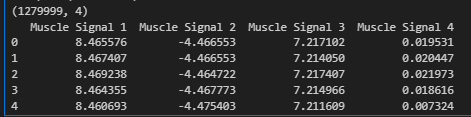 (1279999, 4)
Muscle Signal 1 Muscle Signal 2 Muscle Signal 3 Muscle Signal 4
0 8.465576 -4.466553 7.217102 0.019531
1 8.467407 -4.466553 7.214050 0.020447
2 8.469238 -4.464722 7.217407 0.021973
3 8.464355 -4.467773 7.214966 0.018616
4 8.460693 -4.475403 7.211609 0.007324